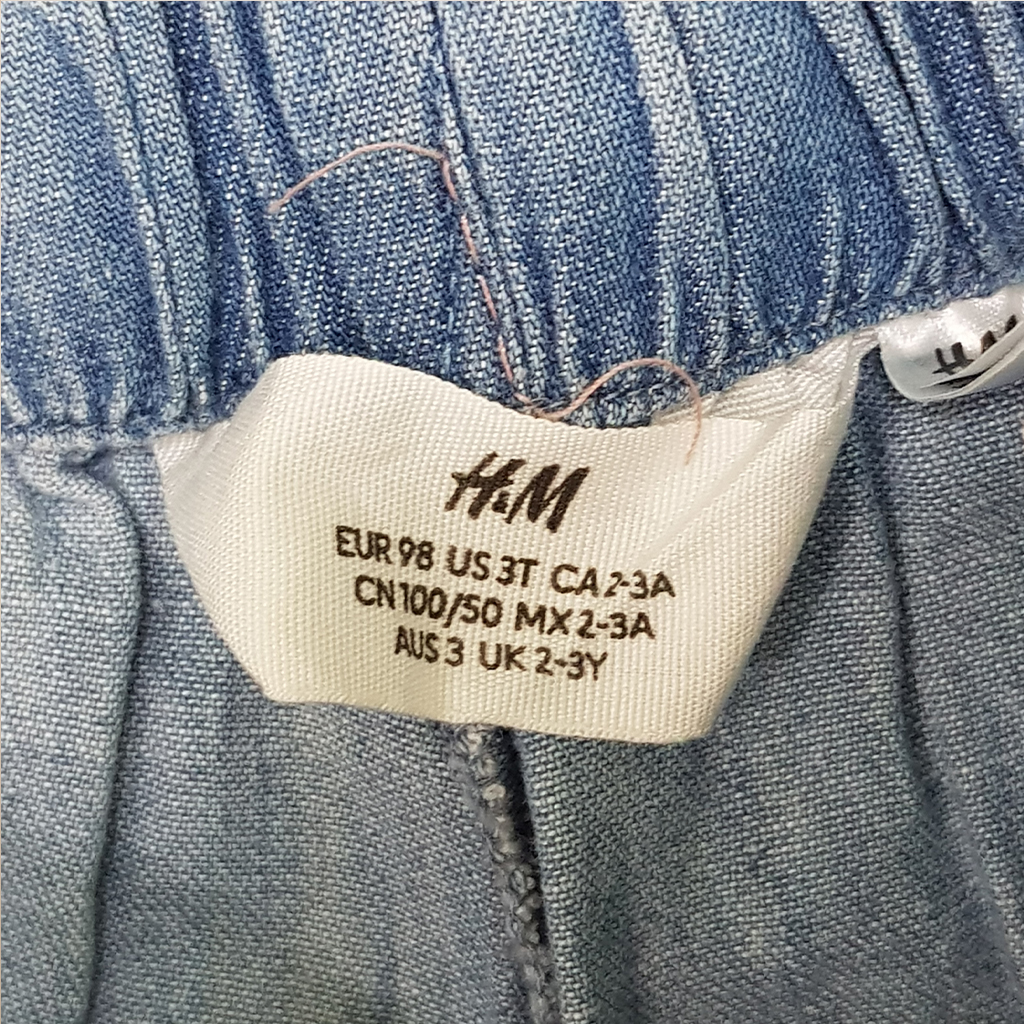 H&M
EUR 98 US 3T CA 2-3A
CN 100/50 MX 2-3A
AUS 3 UK 2-3Y